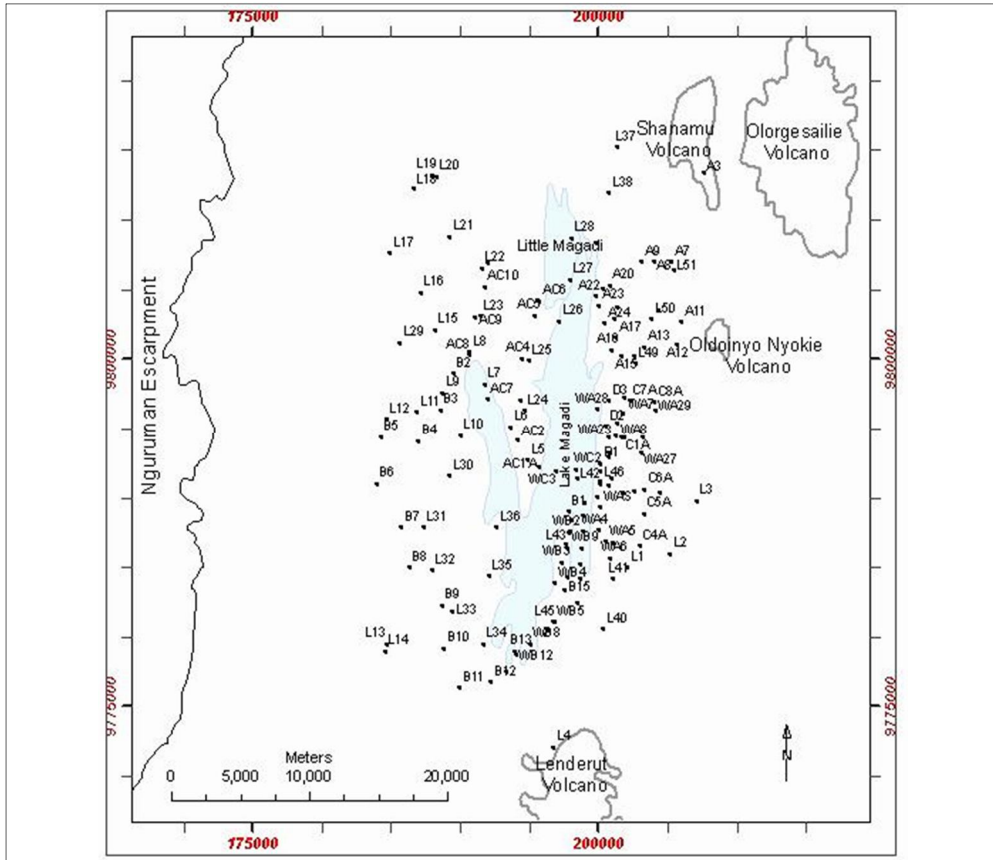 175000
200000
Shanamu
Volcano
Olorgesailie
Volcano
L37
A3
L19
L20
L18
L38
L21
L28
L17
Little Magadi
A9
A7
A8
L51
L22
L27
A20
AC10
L16
AC6
A22
A23
AC5
L23
L26
A24
L50
A11
AC9
L15
A17
L29
A16
A13
Oldoinyo Nyokie
Volcano
AC8
L8
AC4
L25
A15
L49
A12
B2
9800000
9800000
L9
L7
AC7
D3
C7A
C8A
B3
L24
WA28
WA7
WA29
L12
L11
L6
D2
B5
B4
L10
AC2
WA23
WA8
L5
D1
C1A
B6
L30
AC1A
WC3
WC2
L42
L46
WA27
C6A
L3
Lake Magadi
Nguruman Escarpment
B1
C5A
B7
L31
L36
WA4
L43
WB9
WA5
C4A
L2
B8
L32
L35
WB3
WA6
L1
WB4
L41
B9
L33
B15
L45
WB5
L40
L13
L14
B10
L34
B13
B11
B12
WB12
9775000
9775000
L4
Lenderut
Volcano
N
Meters
0
5,000
10,000
20,000
175000
200000